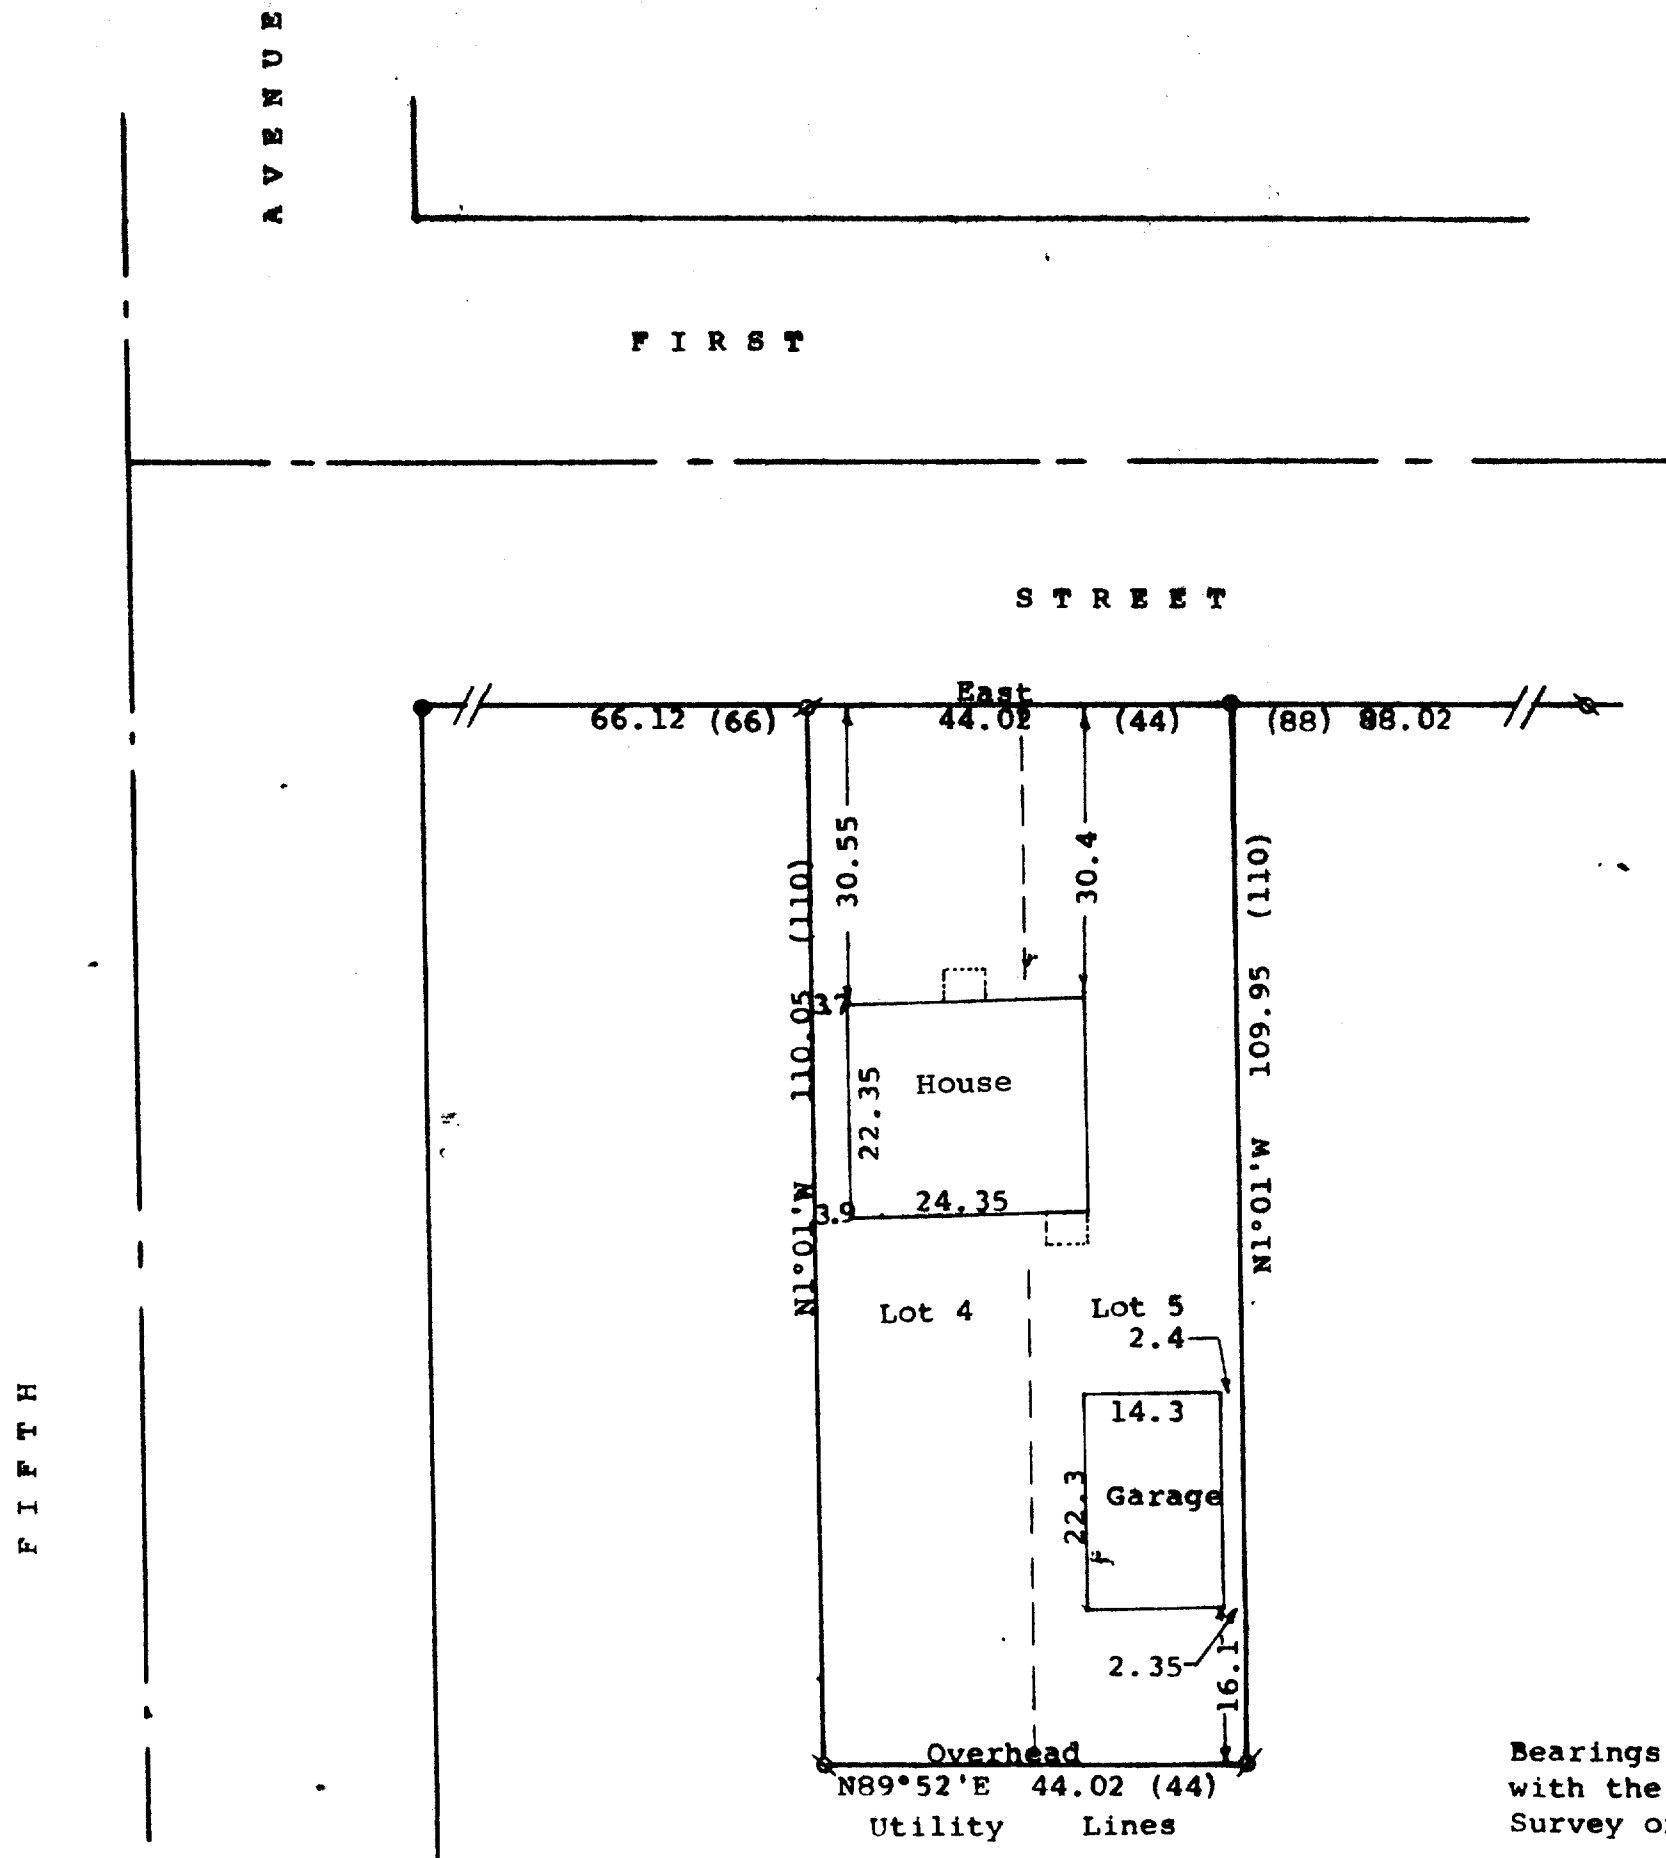 AVENUE
FIRST
STREET
East
66.12 (66) 44.02 (44) (88) 88.02
30.55
30.4
N1°01'W 110.05 (110)
N1°01'W 109.95 (110)
3.7
House
22.35
24.35
3.9
Lot 4
Lot 5
2.4
14.3
22.3
Garage
2.35
16.1
FIFTH
Overhead
N89°52'E 44.02 (44)
Utility Lines
Bearings
with the
Survey o